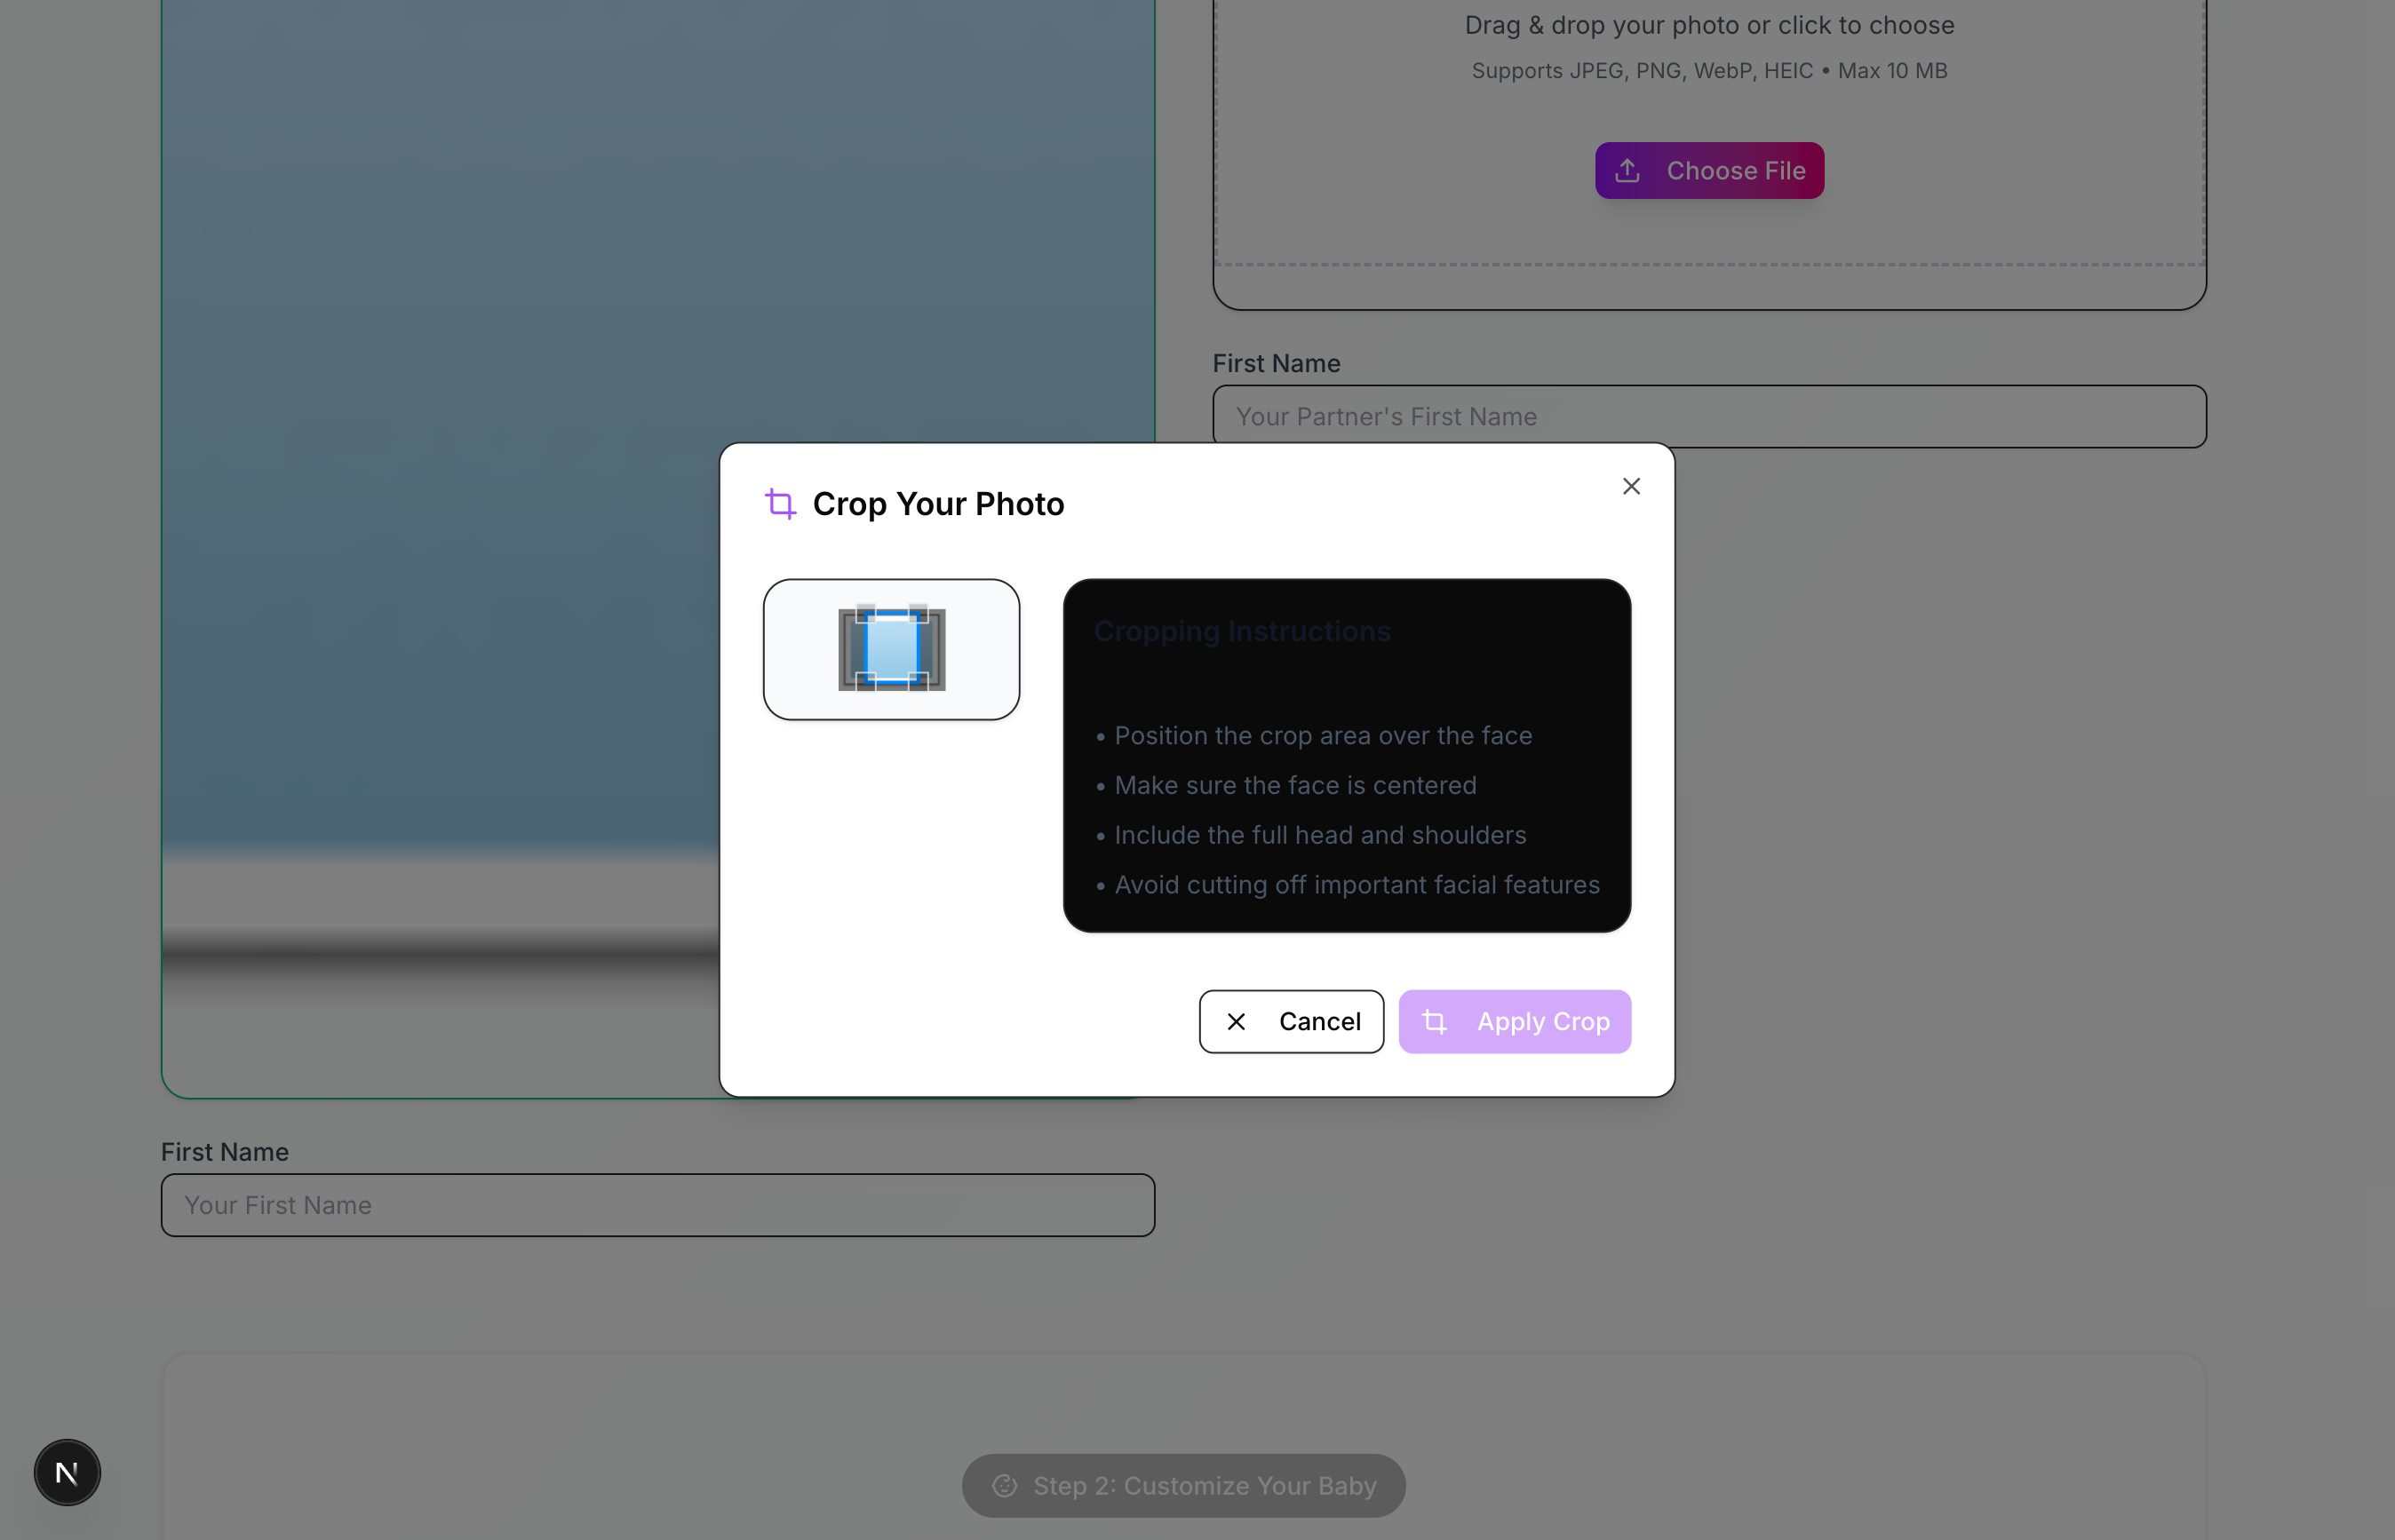 Drag & drop your photo or click to choose
Supports JPEG, PNG, WebP, HEIC • Max 10 MB
Choose File
First Name
Your Partner's First Name
Crop Your Photo
Cropping Instructions
• Position the crop area over the face
• Make sure the face is centered
• Include the full head and shoulders
• Avoid cutting off important facial features
Cancel
Apply Crop
First Name
Your First Name
N
Step 2: Customize Your Baby